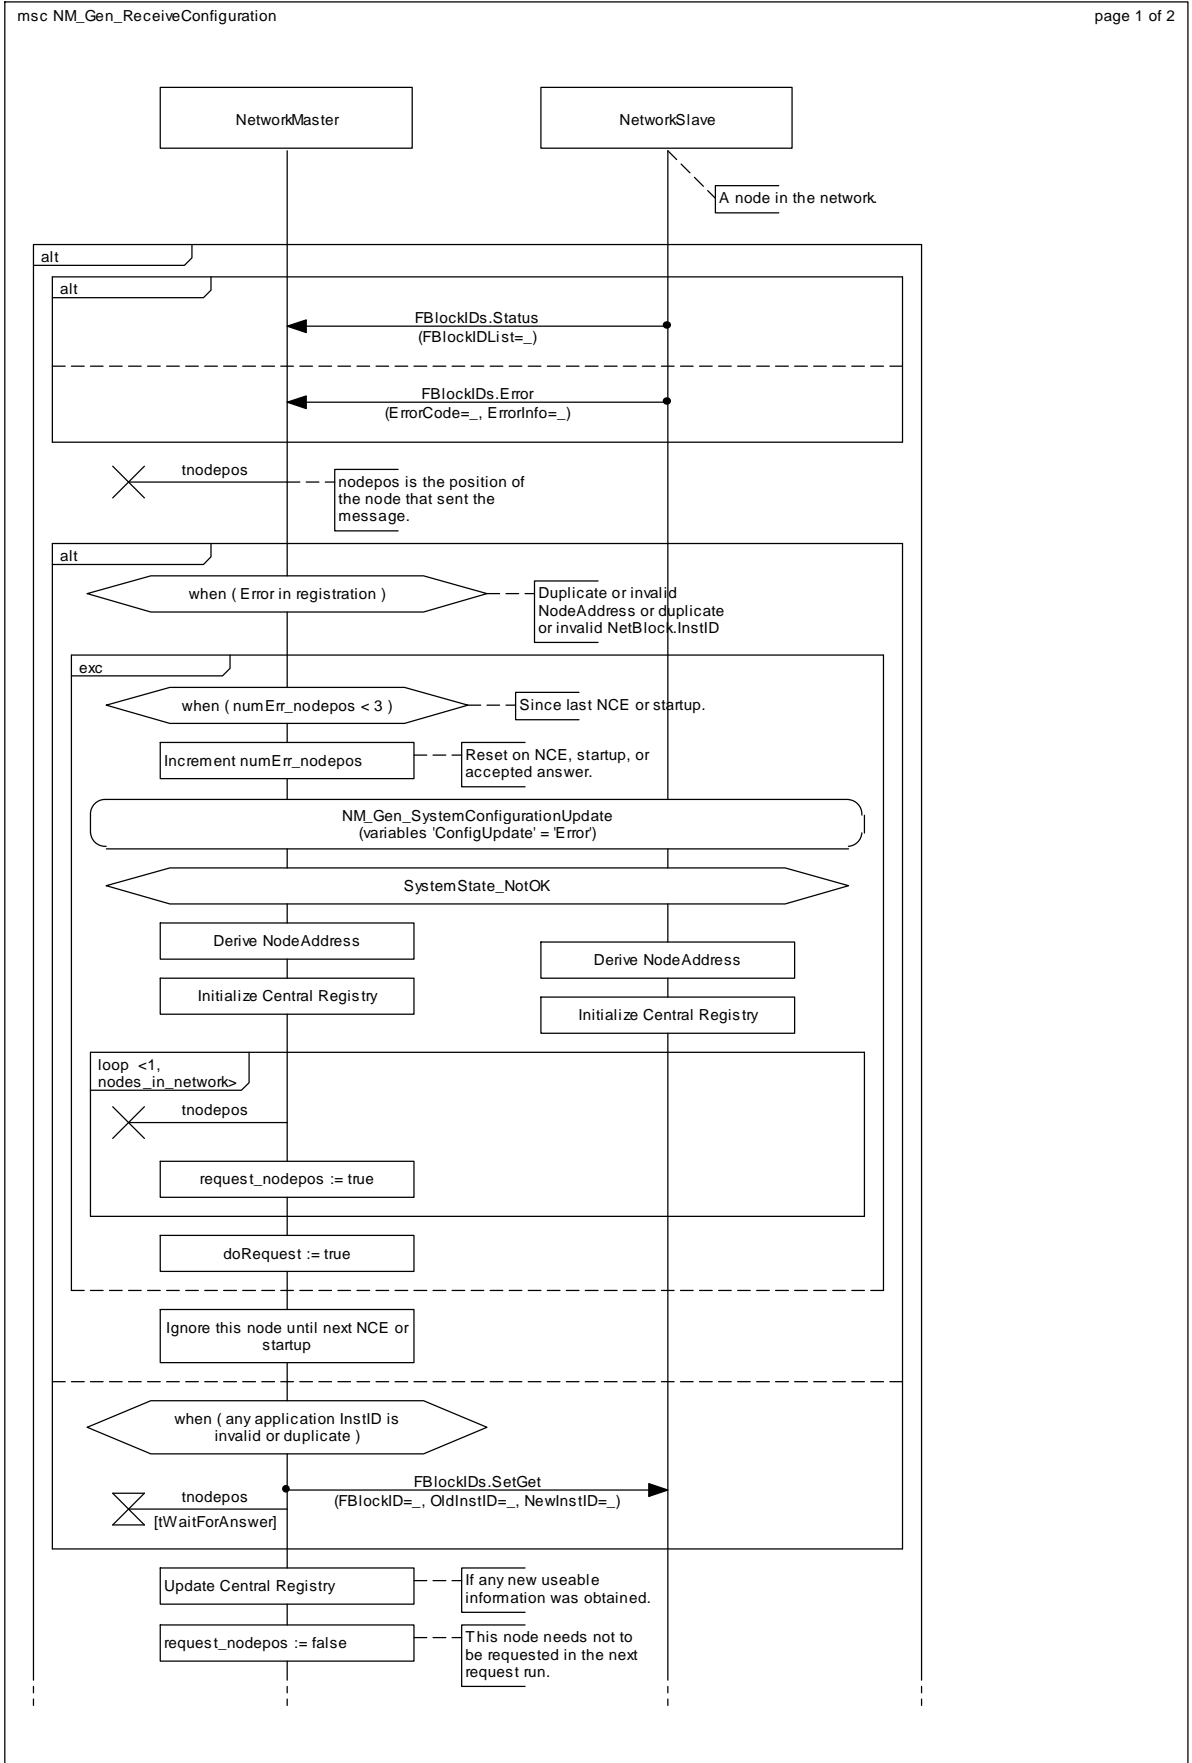 msc NM_Gen_ReceiveConfiguration
page 1 of 2
NetworkMaster
NetworkSlave
A node in the network.
alt
alt
FBlockIDs.Status
(FBlockIDList=_)
FBlockIDs.Error
(ErrorCode=_, ErrorInfo=_)
tnodepos
nodepos is the position of
the node that sent the
message.
alt
when ( Error in registration )
Duplicate or invalid
NodeAddress or duplicate
or invalid NetBlock.InstID
exc
when ( numErr_nodepos < 3 )
Since last NCE or startup.
Increment numErr_nodepos
Reset on NCE, startup, or
accepted answer.
NM_Gen_SystemConfigurationUpdate
(variables 'ConfigUpdate' = 'Error')
SystemState_NotOK
Derive NodeAddress
Derive NodeAddress
Initialize Central Registry
Initialize Central Registry
loop <1,
nodes_in_network>
tnodepos
request_nodepos := true
doRequest := true
Ignore this node until next NCE or
startup
when ( any application InstID is
invalid or duplicate )
FBlockIDs.SetGet
(FBlockID=_, OldInstID=_, NewInstID=_)
tnodepos
[tWaitForAnswer]
Update Central Registry
If any new useable
information was obtained.
request_nodepos := false
This node needs not to
be requested in the next
request run.